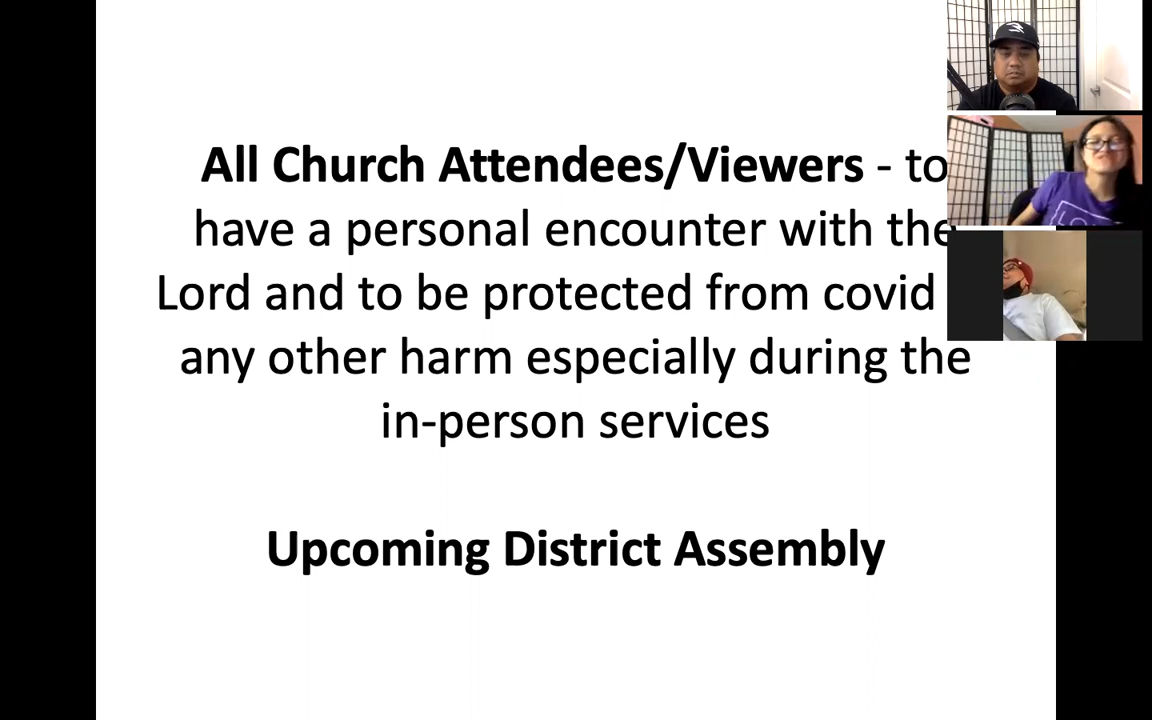 All Church Attendees/Viewers - to
have a personal encounter with the
Lord and to be protected from covid
any other harm especially during the
in-person services
Upcoming District Assembly